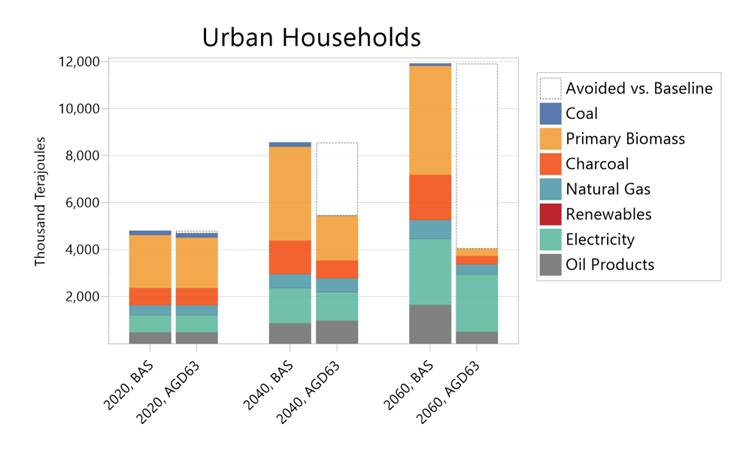 Urban Households
Thousand Terajoules
12,000
10,000
8,000
6,000
4,000
2,000
2020, BAS
2020, AGD63
2040, BAS
2040, AGD63
2060, BAS
2060, AGD63
Avoided vs. Baseline
Coal
Primary Biomass
Charcoal
Natural Gas
Renewables
Electricity
Oil Products